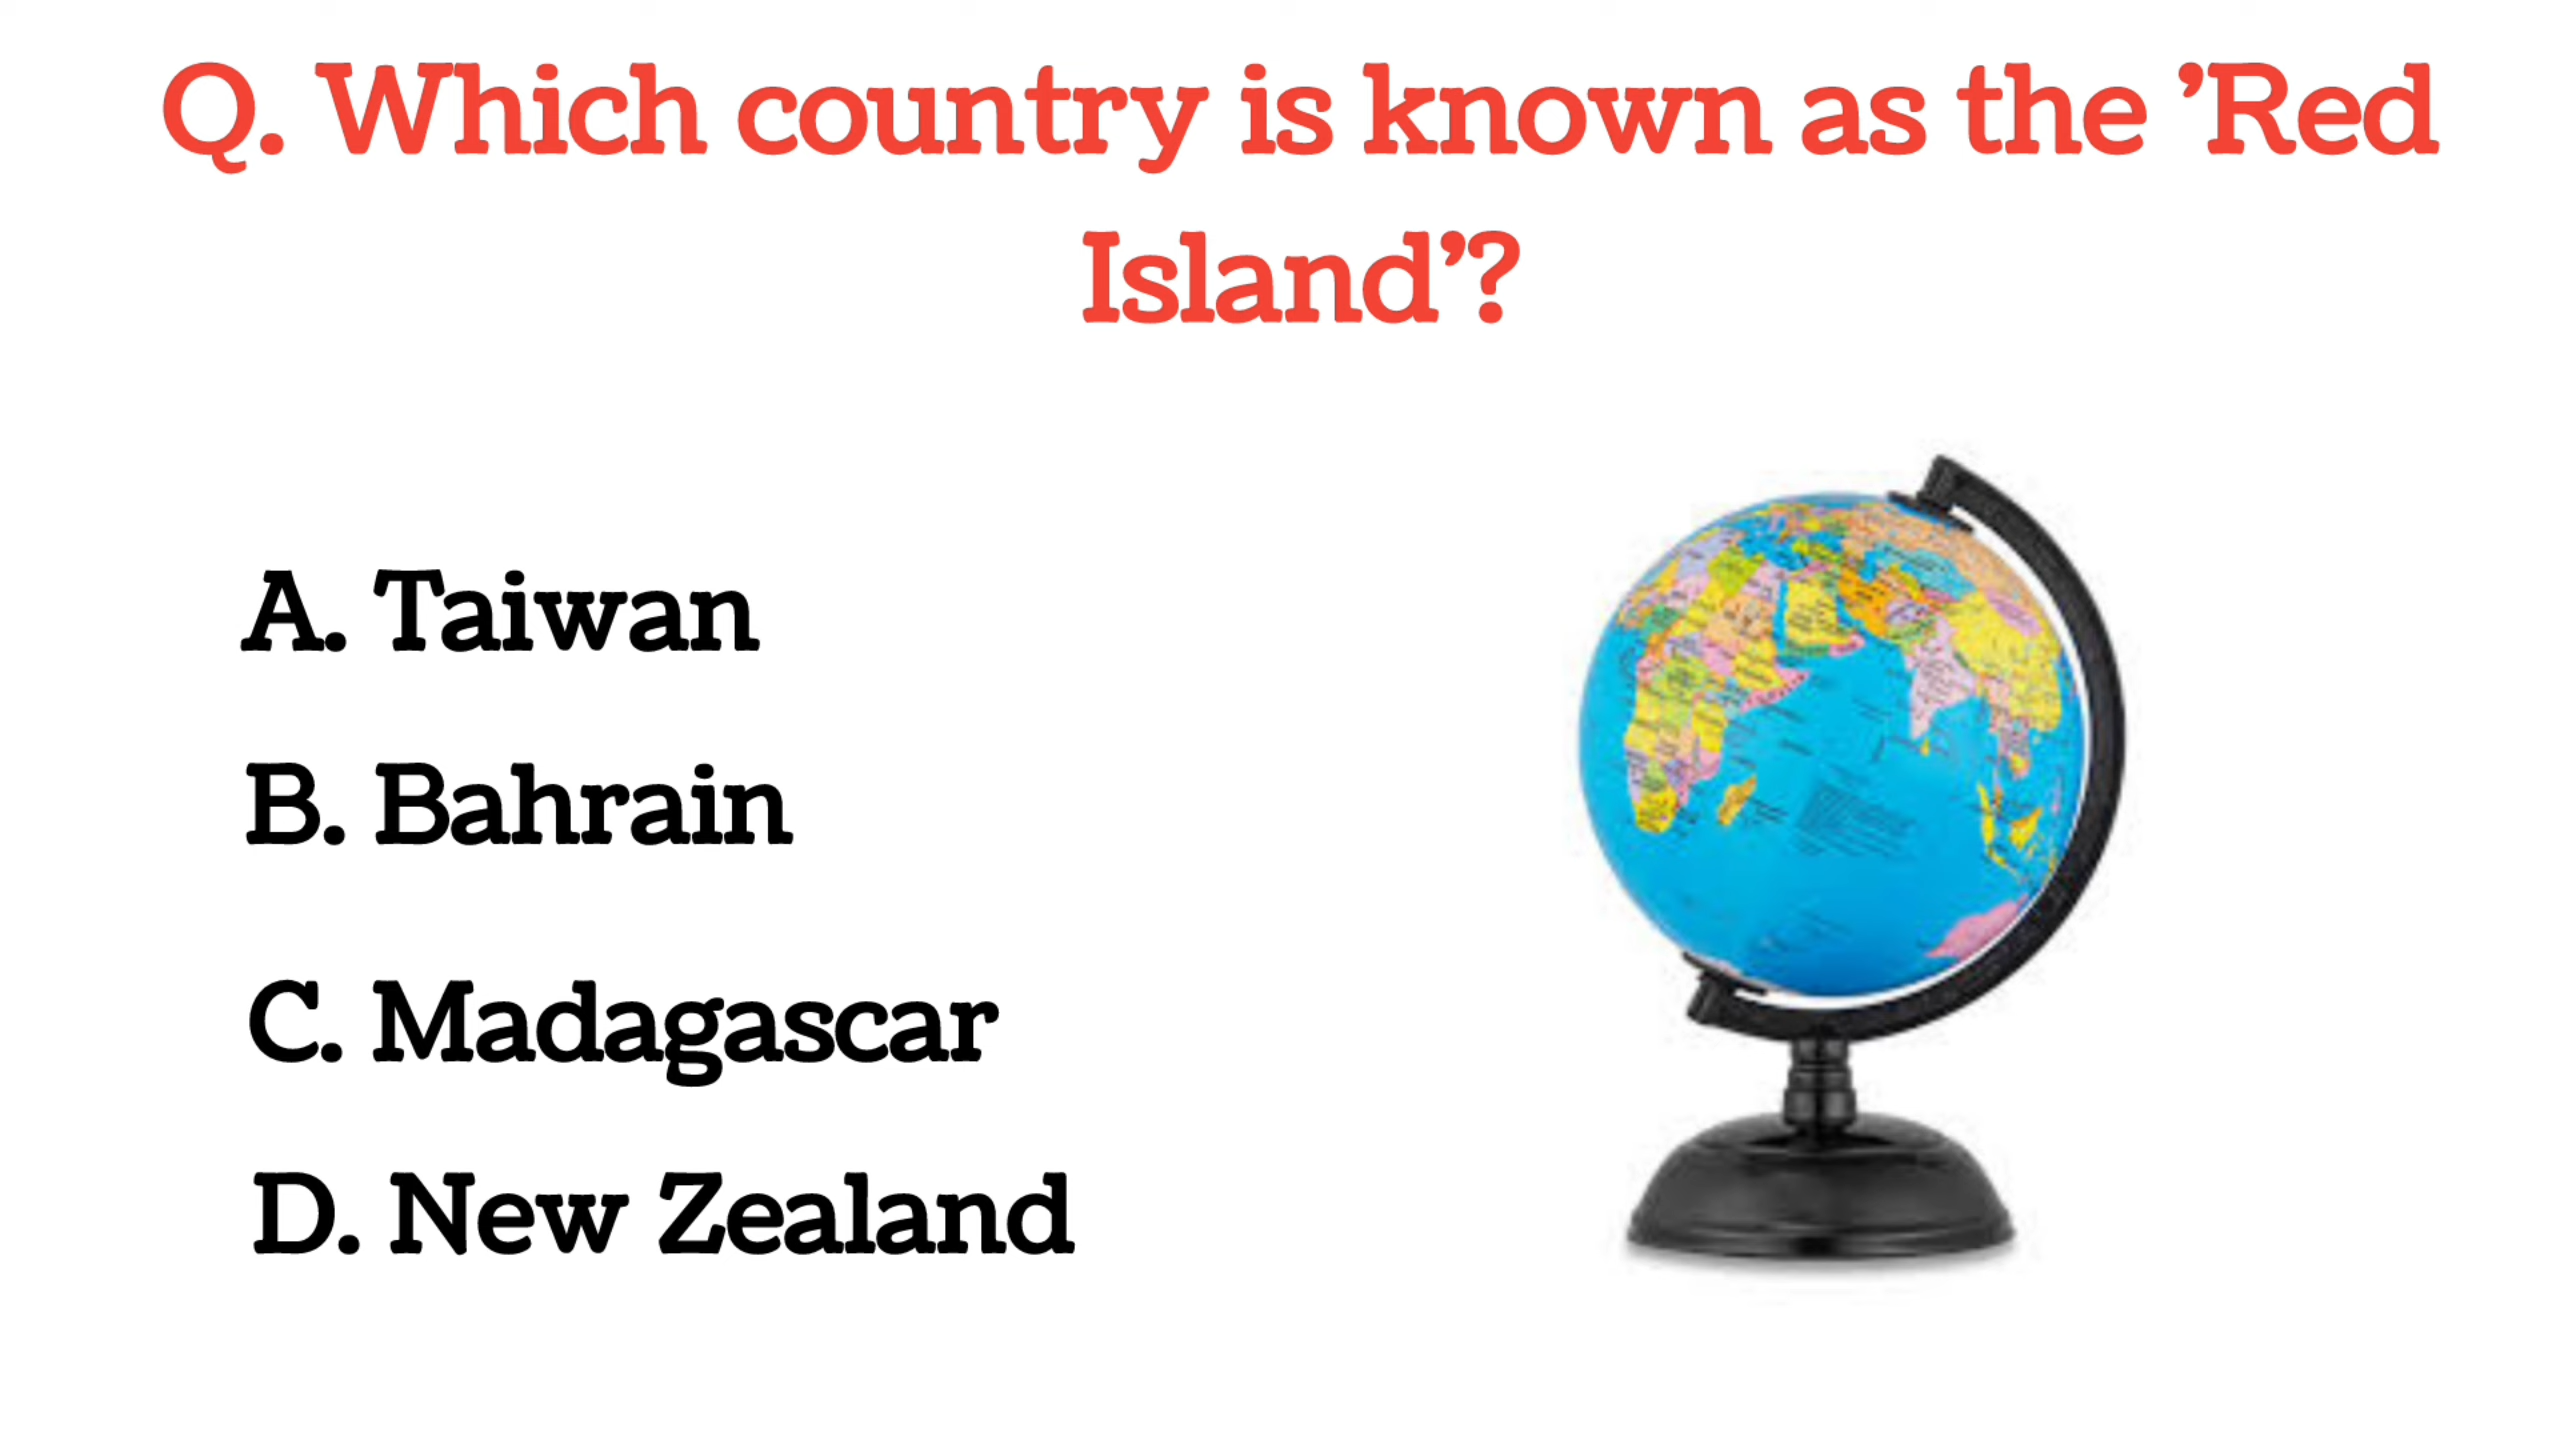 Q. Which country is known as the ’Red
Island’?
A. Taiwan
B. Bahrain
C. Madagascar
D. New Zealand